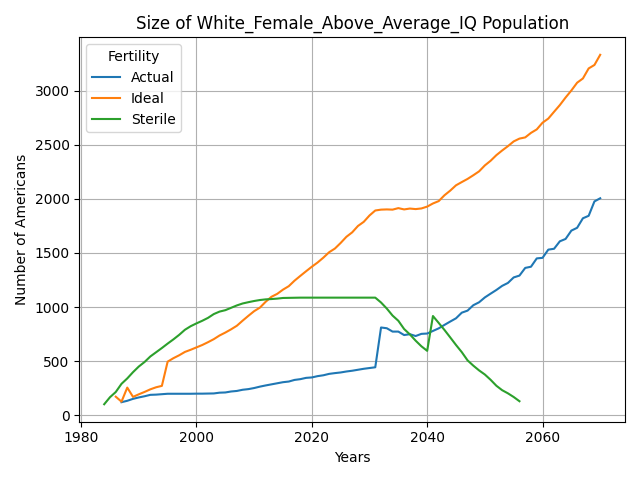 Size of White_Female_Above_Average_IQ Population
Fertility
Actual
Ideal
Sterile
Number of Americans
3000
2500
2000
1500
1000
500
0
1980 2000 2020 2040 2060
Years